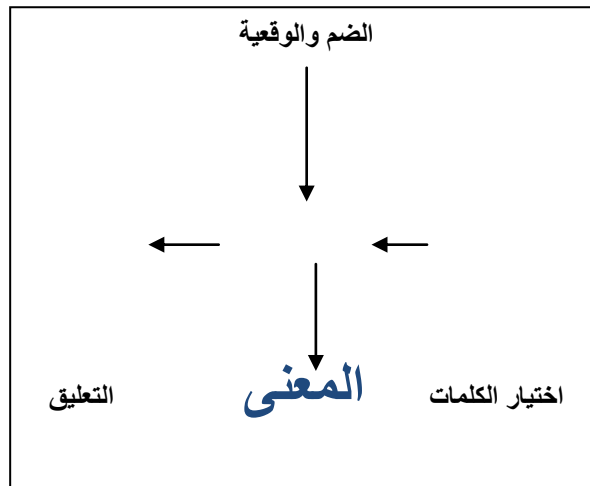 الضم والوقعية
اختيار الكلمات
المعنى
التعليق